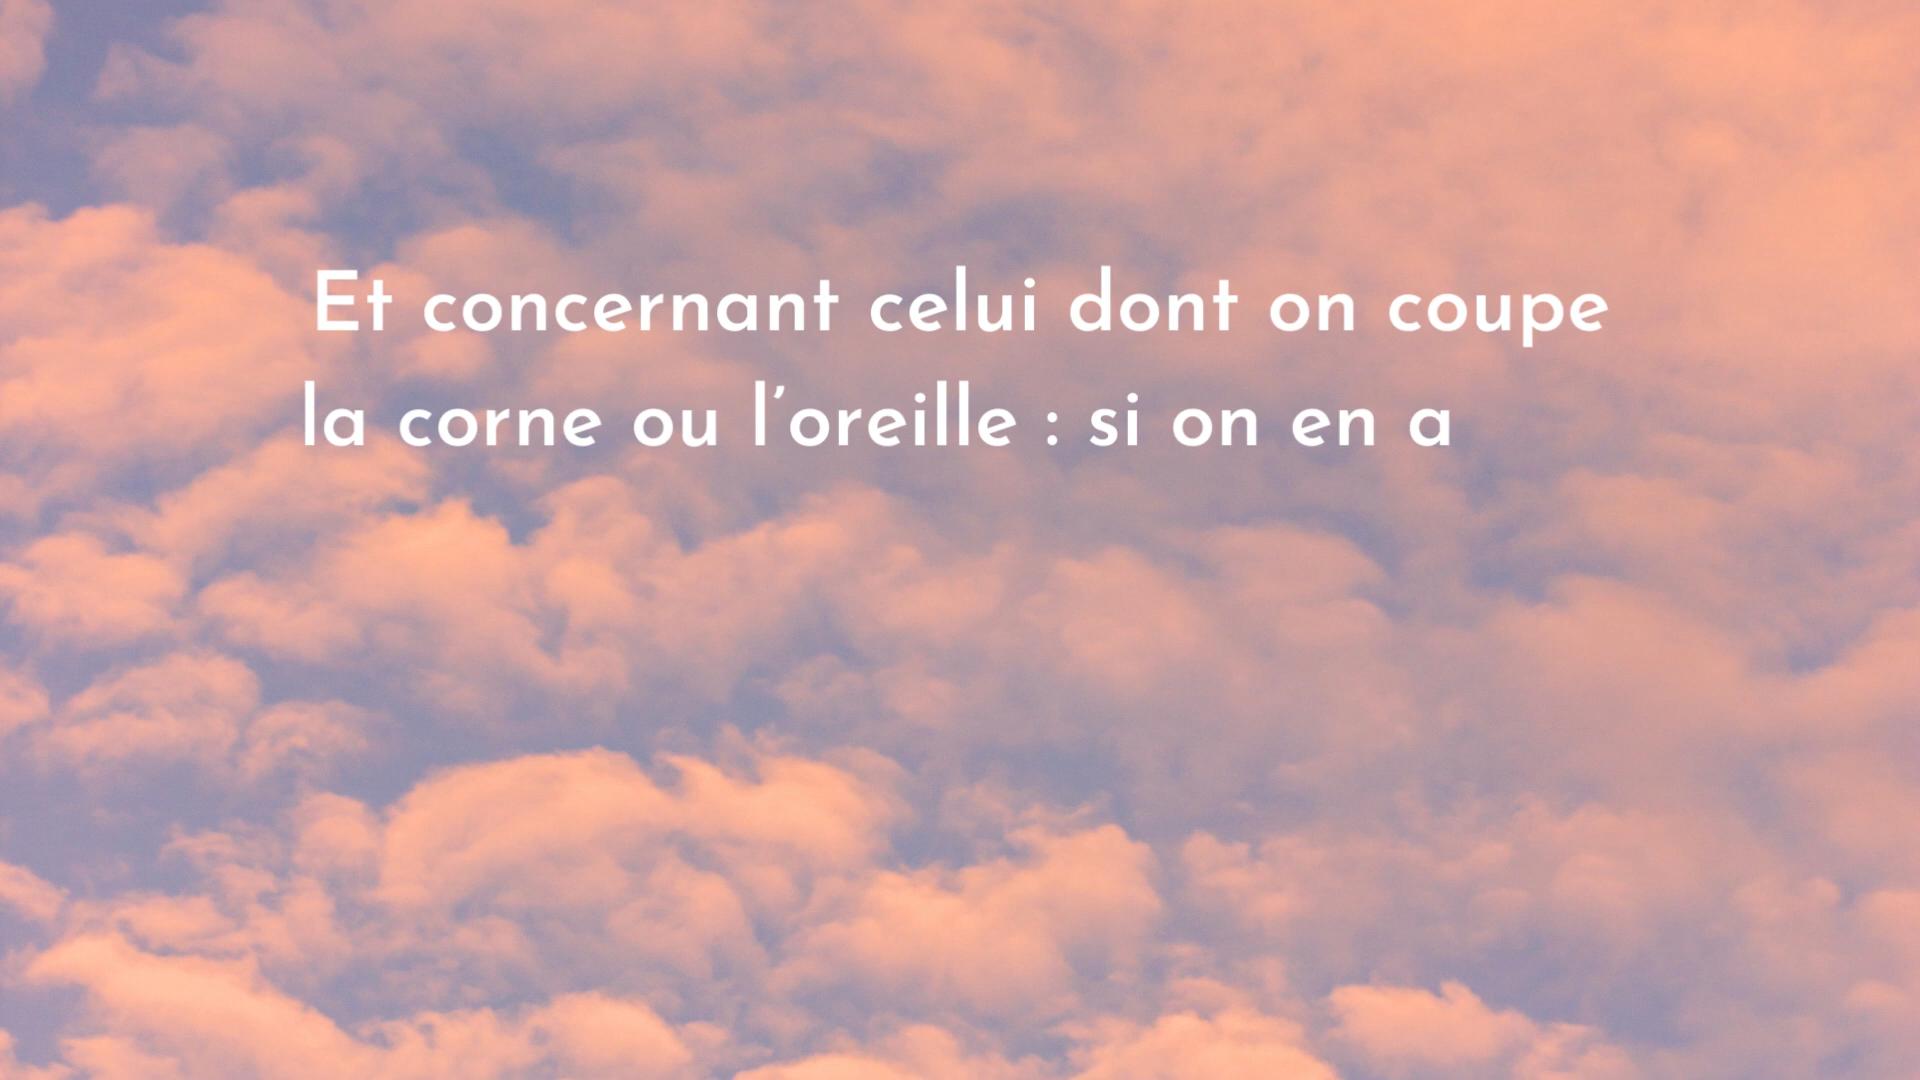 Et concernant celui dont on coupe
la corne ou l’oreille : si on en a